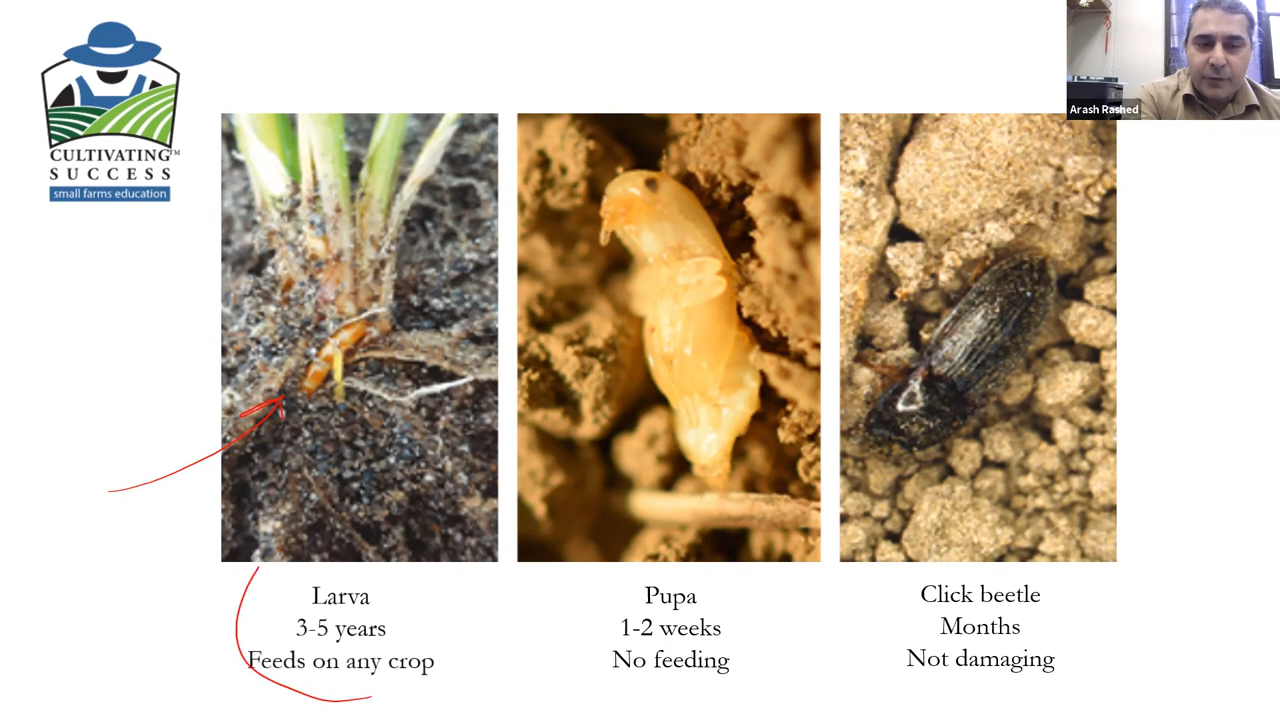 CULTIVATING™
SUCCESS
small farms education
Arash Rashed
Larva
3-5 years
Feeds on any crop
Pupa
1-2 weeks
No feeding
Click beetle
Months
Not damaging